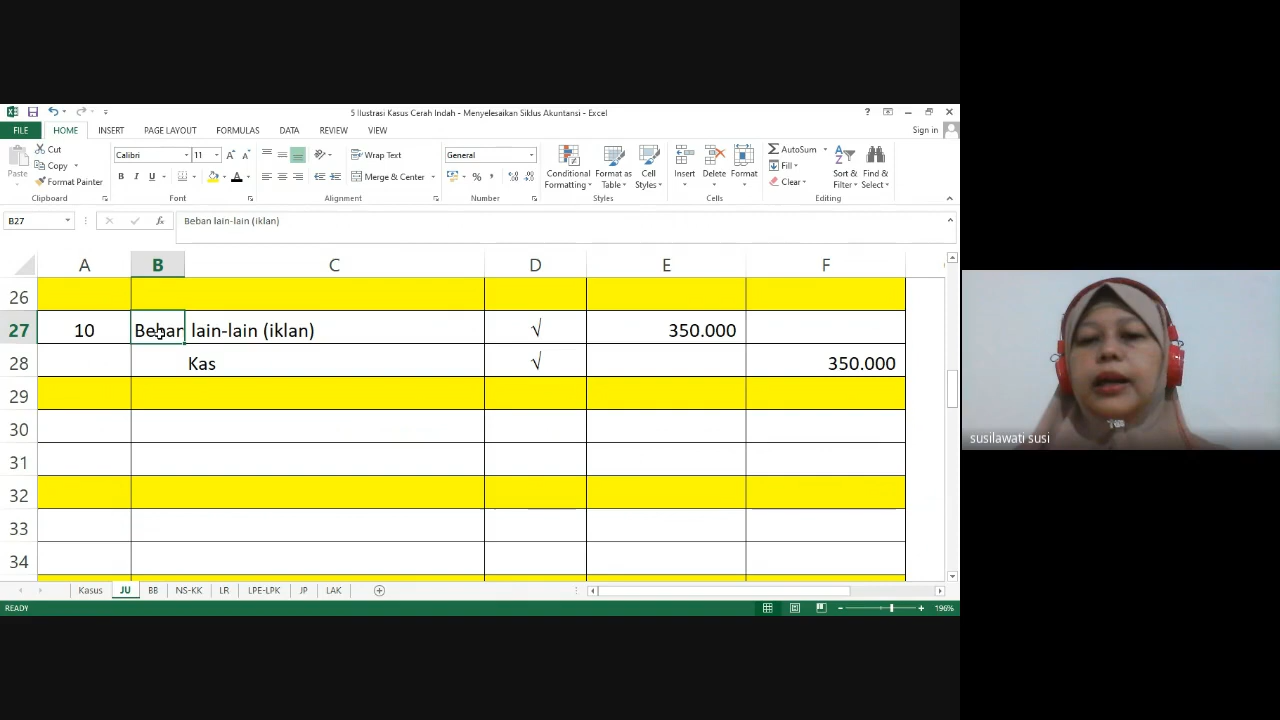 5 Ilustrasi Kasus Cerah Indah - Menyelesaikan Siklus Akuntansi - Excel
Sign in
FILE HOME INSERT PAGE LAYOUT FORMULAS DATA REVIEW VIEW
Paste
Cut
Copy
Format Painter
Clipboard
Calibri 11
B I U
Font
Wrap Text
Merge & Center
Alignment
General
Number
Conditional Formatting
Format as Table
Cell Styles
Styles
Insert Delete Format
Cells
AutoSum
Fill
Clear
Sort & Filter
Find & Select
Editing
B27 fx Beban lain-lain (iklan)
A B C D E F
26
27 10 Beban lain-lain (iklan) √ 350.000
28 Kas √ 350.000
29
30
31
32
33
34
Kasus JU BB NS-KK LR LPE-LPK JP LAK
READY 196%
susilawati susi